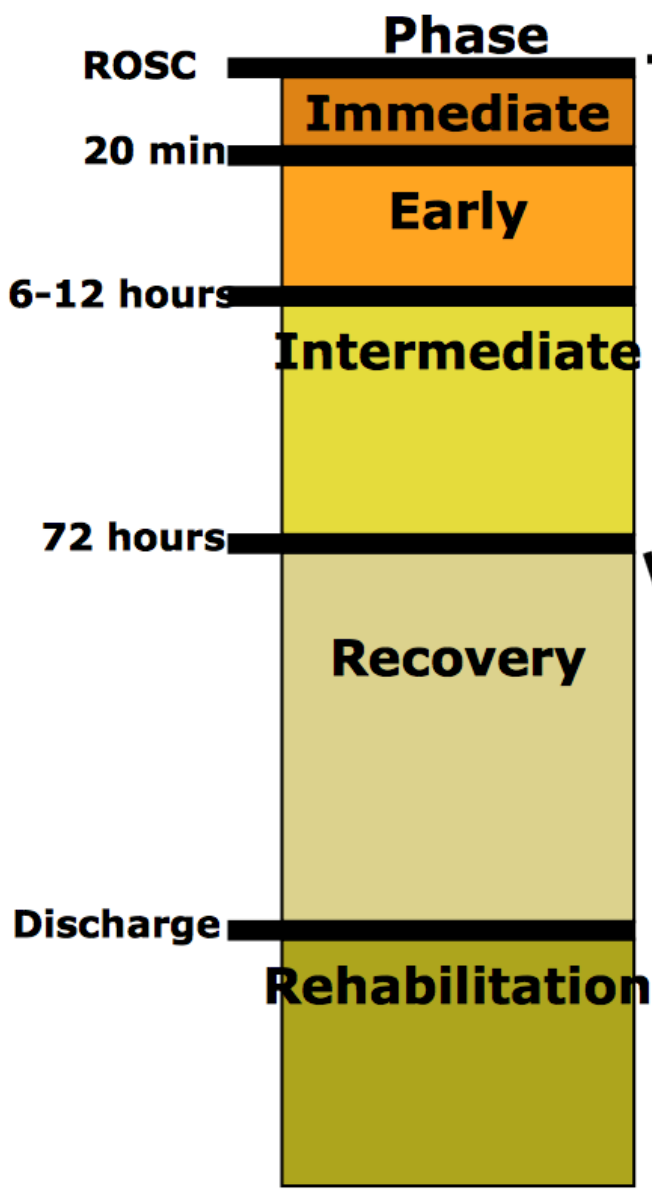 Phase
ROSC
Immediate
20 min
Early
6-12 hours
Intermediate
72 hours
Recovery
Discharge
Rehabilitation